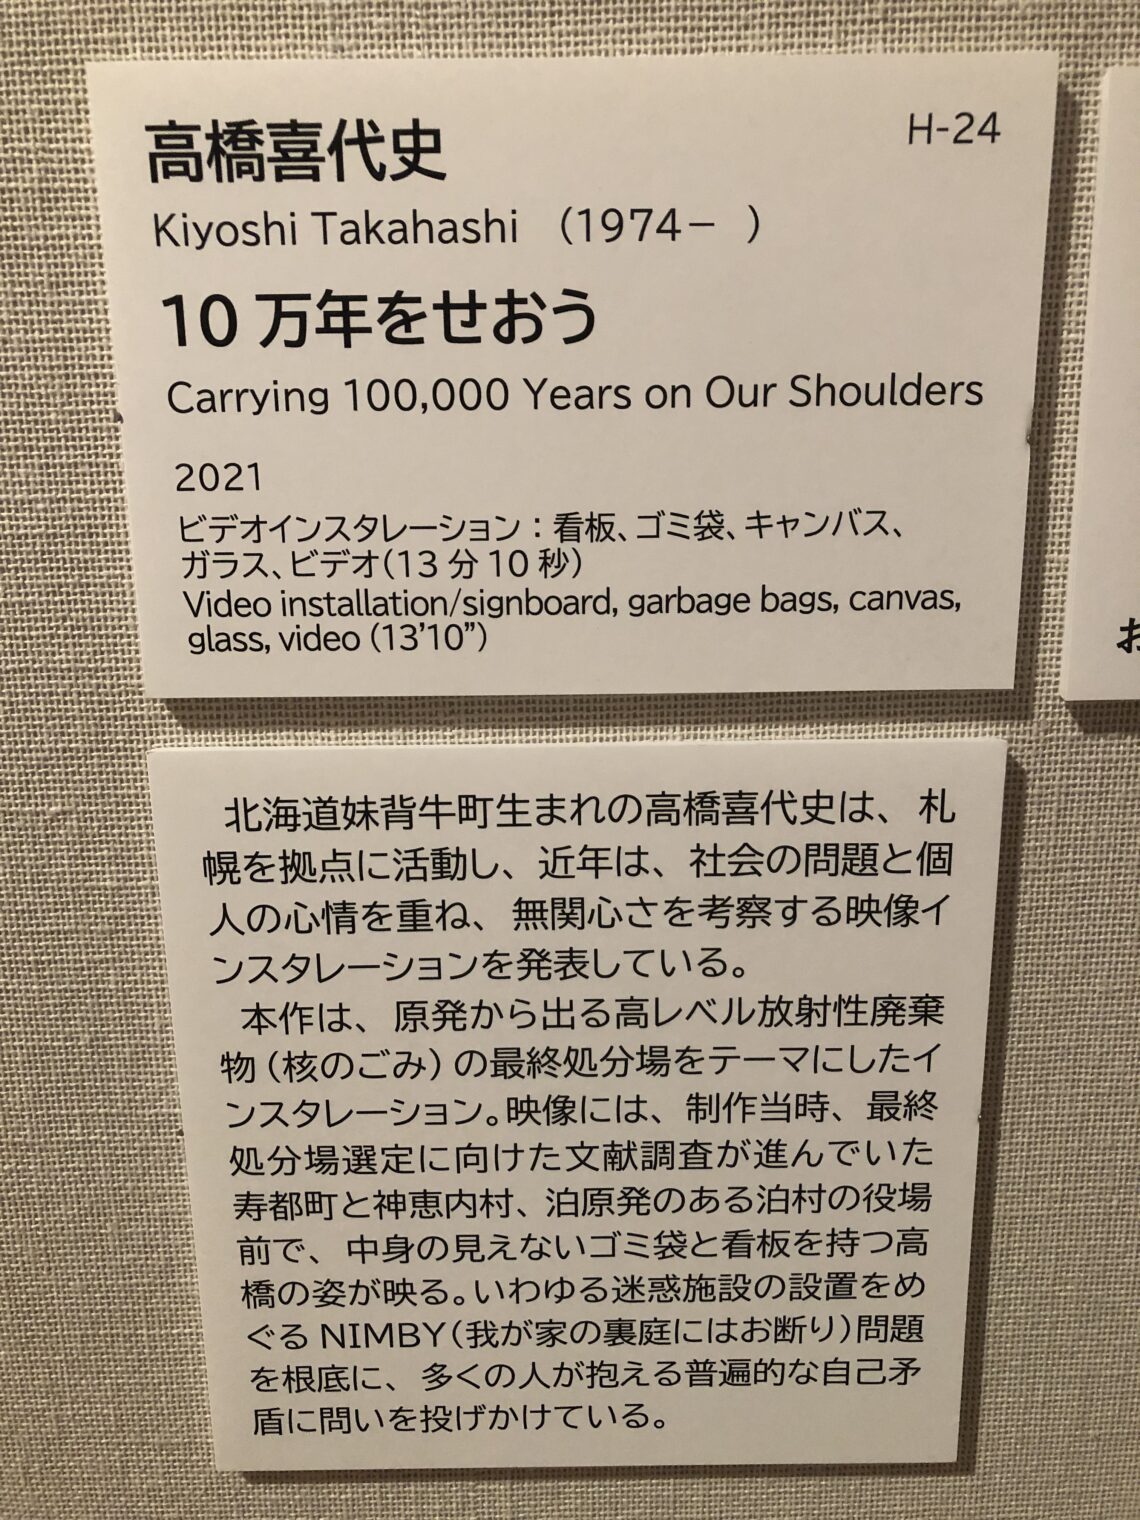 高橋喜代史
H-24
Kiyoshi Takahashi (1974− )
10万年をせおう
Carrying 100,000 Years on Our Shoulders
2021
ビデオインスタレーション：看板、ゴミ袋、キャンバス、
ガラス、ビデオ(13分10秒)
Video installation/signboard, garbage bags, canvas,
glass, video (13’10”)
お
北海道妹背牛町生まれの高橋喜代史は、札
幌を拠点に活動し、近年は、社会の問題と個
人の心情を重ね、無関心さを考察する映像イ
ンスタレーションを発表している。
本作は、原発から出る高レベル放射性廃棄
物(核のごみ)の最終処分場をテーマにしたイ
ンスタレーション。映像には、制作当時、最終
処分場選定に向けた文献調査が進んでいた
寿都町と神恵内村、泊原発のある泊村の役場
前で、中身の見えないゴミ袋と看板を持つ高
橋の姿が映る。いわゆる迷惑施設の設置をめ
ぐるNIMBY(我が家の裏庭にはお断り)問題
を根底に、多くの人が抱える普遍的な自己矛
盾に問いを投げかけている。